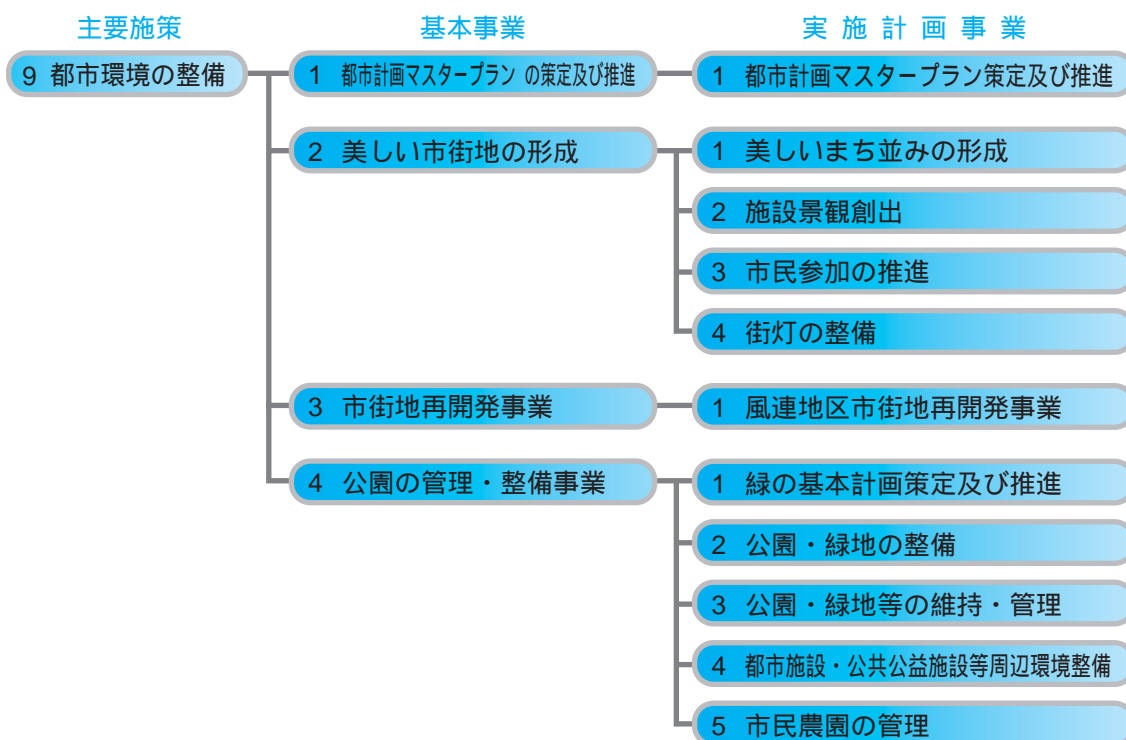 主要施策
基本事業
実施計画事業
9 都市環境の整備
1 都市計画マスタープラン の策定及び推進
1 都市計画マスタープラン策定及び推進
2 美しい市街地の形成
1 美しいまち並みの形成
2 施設景観創出
3 市民参加の推進
4 街灯の整備
3 市街地再開発事業
1 風連地区市街地再開発事業
4 公園の管理・整備事業
1 緑の基本計画策定及び推進
2 公園・緑地の整備
3 公園・緑地等の維持・管理
4 都市施設・公共公益施設等周辺環境整備
5 市民農園の管理